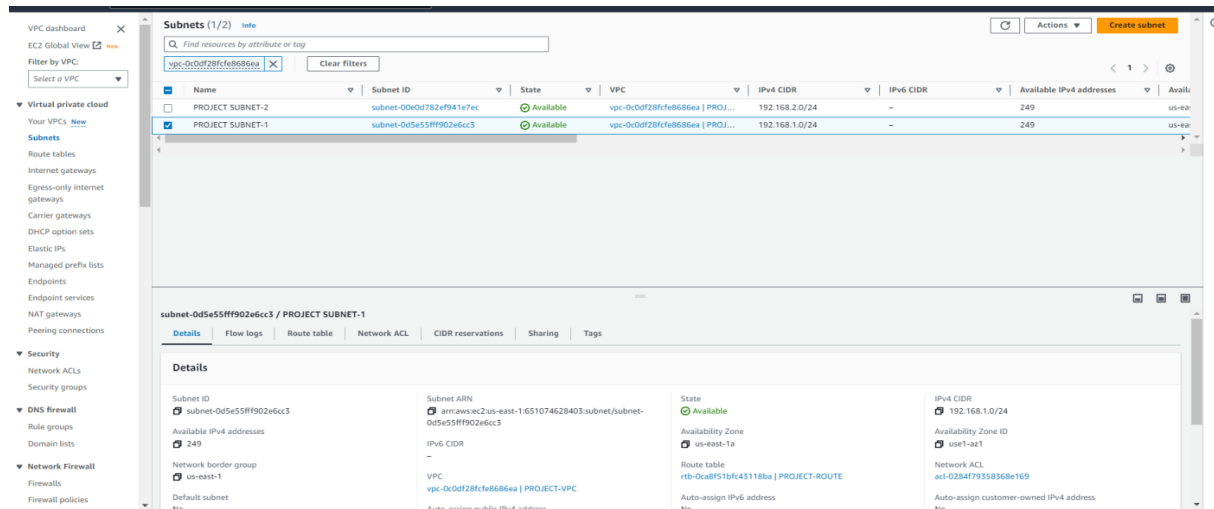 VPC dashboard
EC2 Global View New
Filter by VPC:
Select a VPC
Virtual private cloud
Your VPCs New
Subnets
Route tables
Internet gateways
Egress-only internet
gateways
Carrier gateways
DHCP option sets
Elastic IPs
Managed prefix lists
Endpoints
Endpoint services
NAT gateways
Peering connections
Security
Network ACLs
Security groups
DNS firewall
Rule groups
Domain lists
Network Firewall
Firewalls
Firewall policies
Subnets (1/2) Info
Actions Create subnet
Find resources by attribute or tag
vpc-0c0df28fcfe8686ea Clear filters
1
Name Subnet ID State VPC IPv4 CIDR IPv6 CIDR Available IPv4 addresses Availa
PROJECT SUBNET-2 subnet-00e0d782ef941e7ec Available vpc-0c0df28fcfe8686ea | PROJ... 192.168.2.0/24 – 249 us-eas
PROJECT SUBNET-1 subnet-0d5e55fff902e6cc3 Available vpc-0c0df28fcfe8686ea | PROJ... 192.168.1.0/24 – 249 us-eas
subnet-0d5e55fff902e6cc3 / PROJECT SUBNET-1
Details Flow logs Route table Network ACL CIDR reservations Sharing Tags
Details
Subnet ID Subnet ARN State IPv4 CIDR
subnet-0d5e55fff902e6cc3 arn:aws:ec2:us-east-1:651074628403:subnet/subnet- Available 192.168.1.0/24
0d5e55fff902e6cc3
Available IPv4 addresses IPv6 CIDR Availability Zone Availability Zone ID
249 – us-east-1a use1-az1
Network border group VPC Route table Network ACL
us-east-1 vpc-0c0df28fcfe8686ea | PROJECT-VPC rtb-0ca8f51bfc43118ba | PROJECT-ROUTE acl-0284f79358368e169
Default subnet Auto-assign public IPv4 address Auto-assign IPv6 address Auto-assign customer-owned IPv4 address
No No No